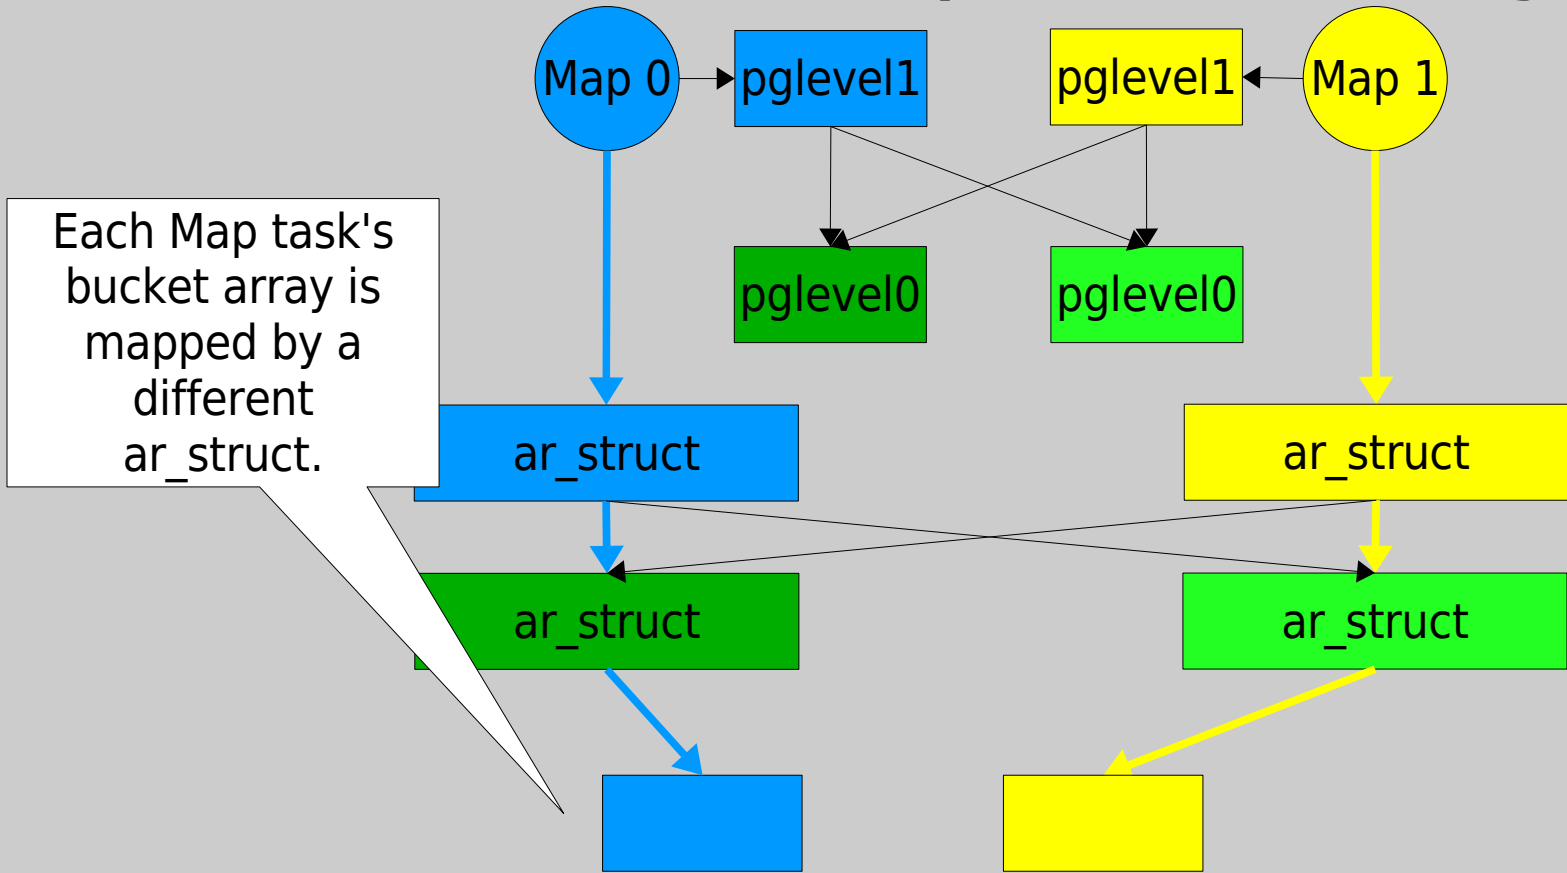 Map 0
pglevel1
pglevel1
Map 1
Each Map task's
bucket array is
mapped by a
different
ar_struct.
pglevel0
pglevel0
ar_struct
ar_struct
ar_struct
ar_struct